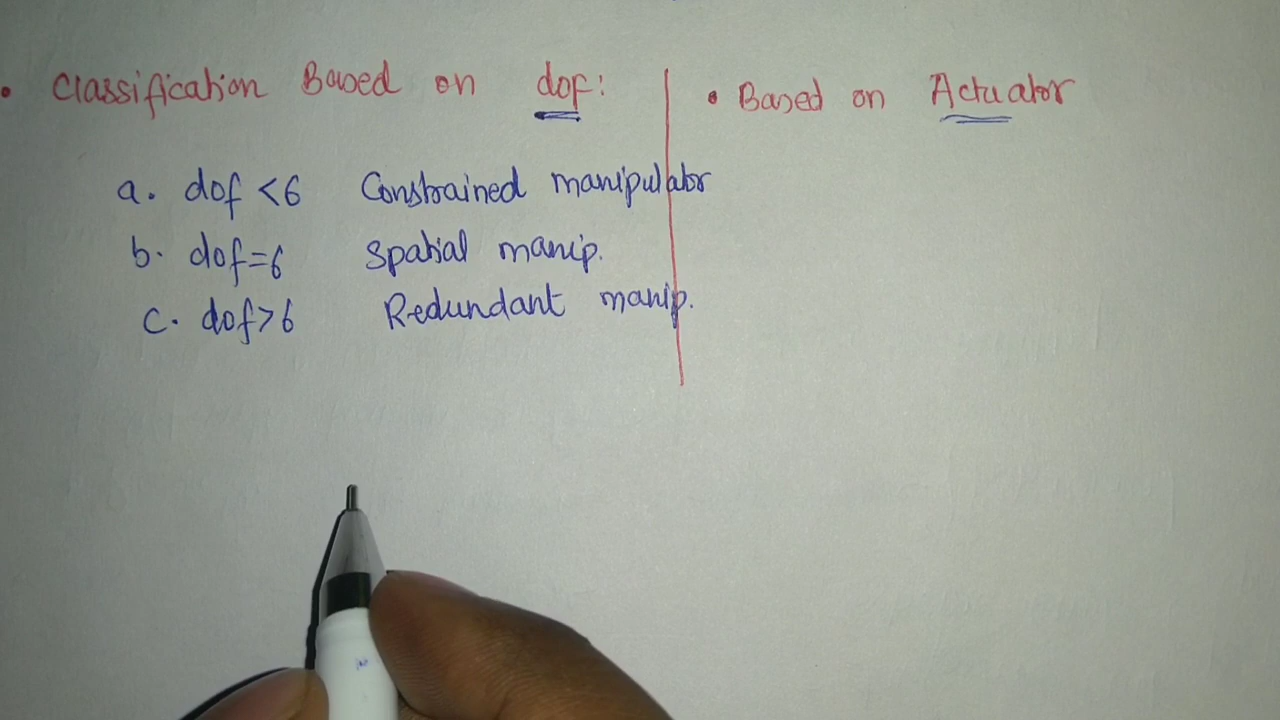 • Classification Based on dof:
a. dof <6 Constrained manipulator
b. dof=6 Spatial manip.
c. dof>6 Redundant manip.
• Based on Actuator